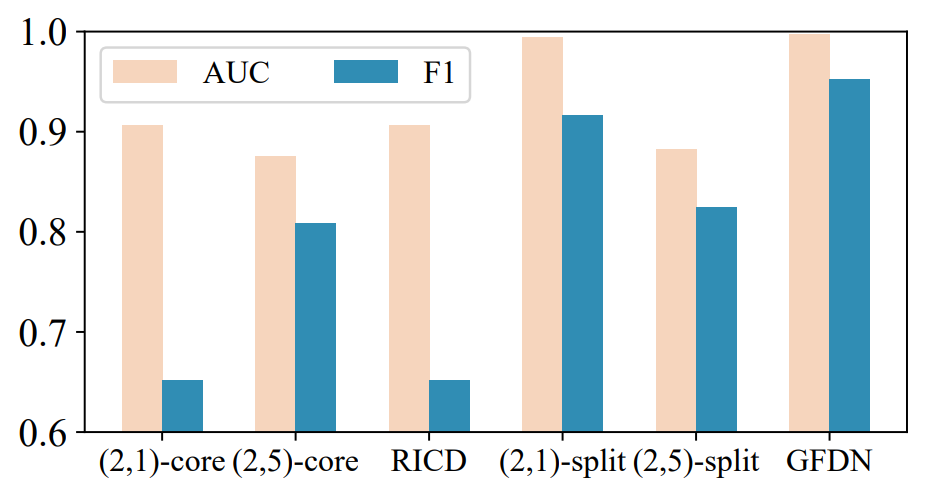 1.0
0.9
0.8
0.7
0.6
AUC F1
(2,1)-core (2,5)-core RICD (2,1)-split (2,5)-split GFDN